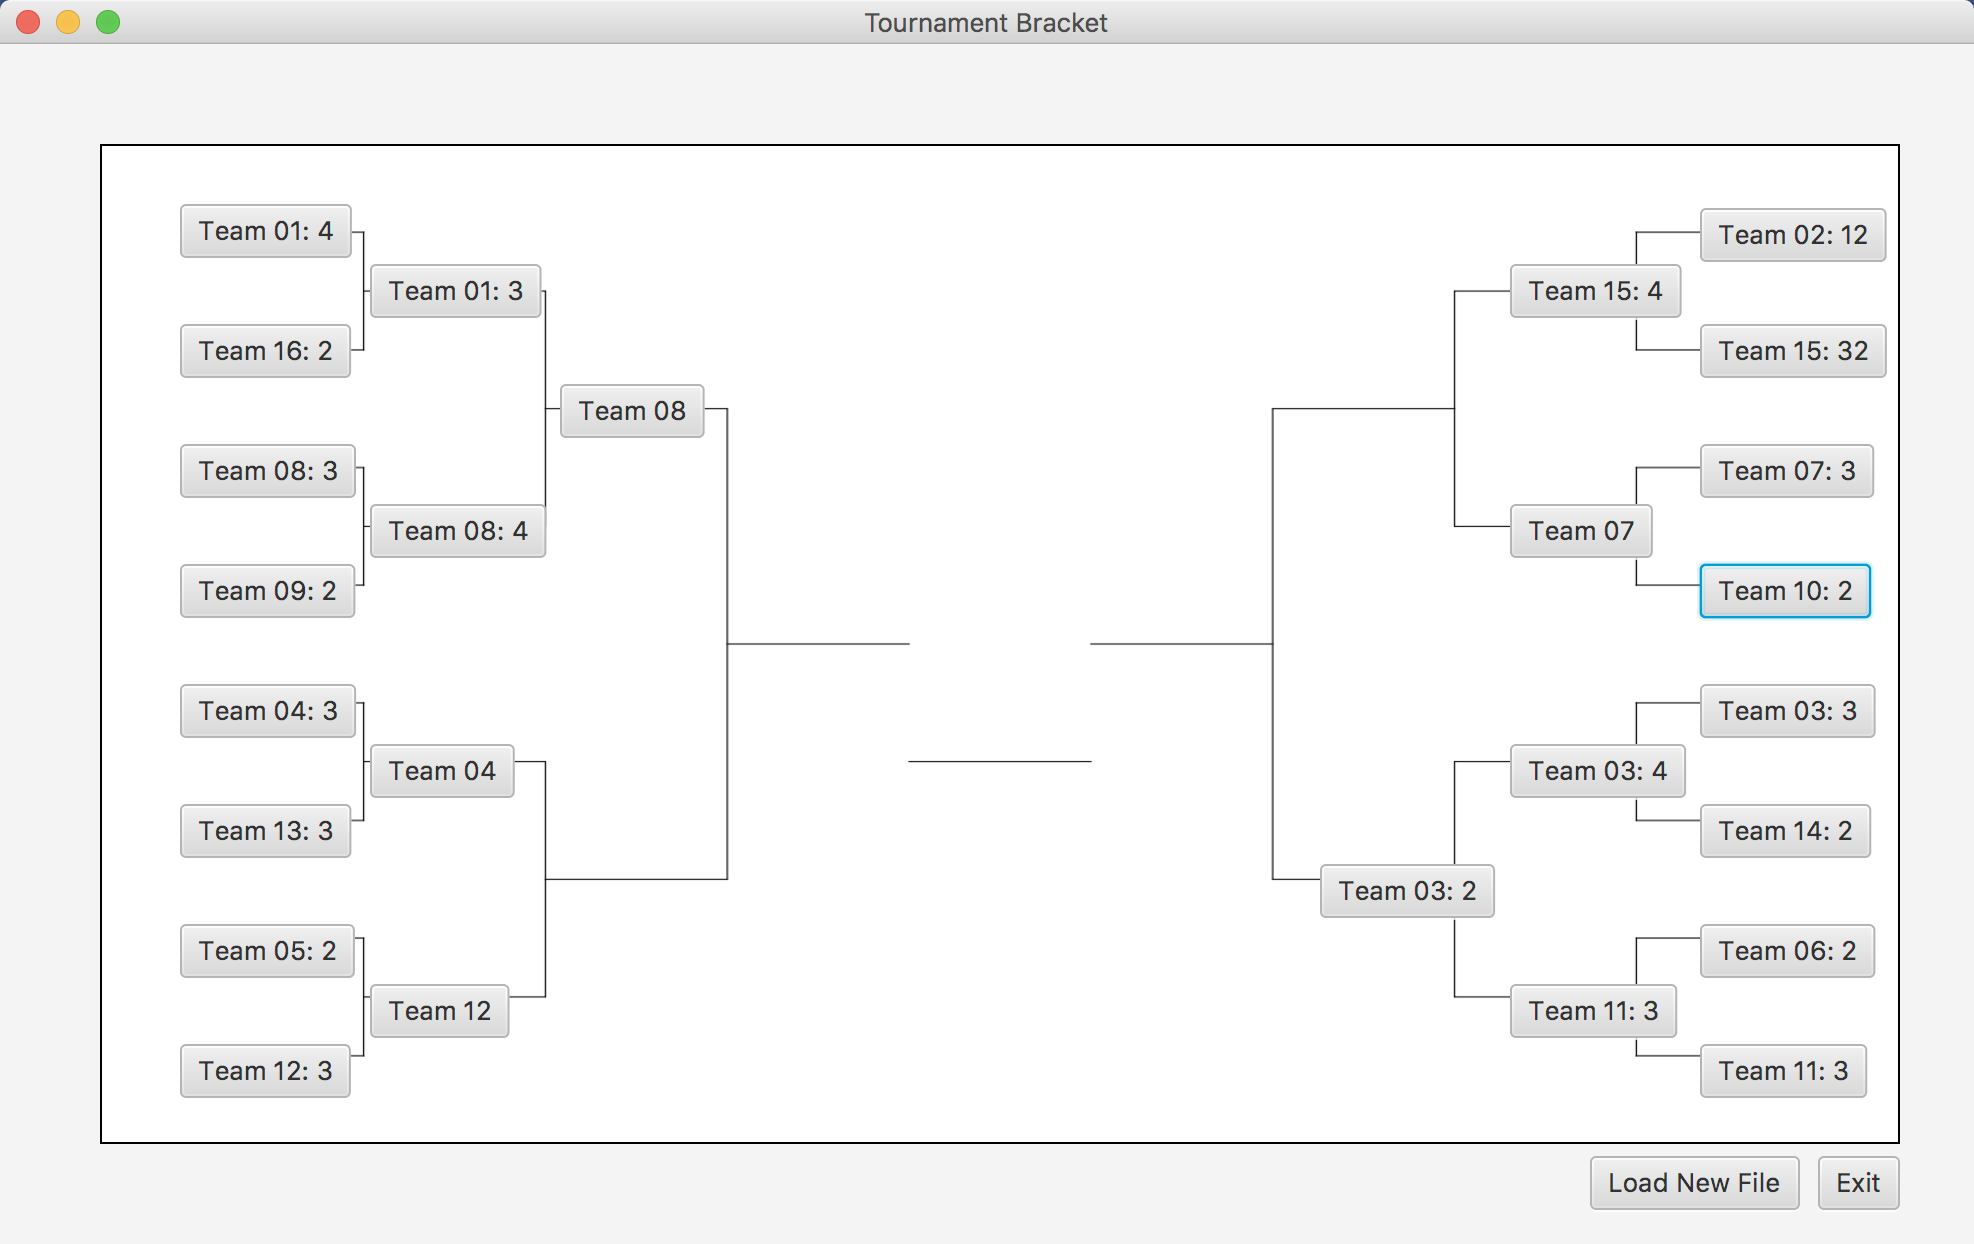 Tournament Bracket
Team 01: 4
Team 16: 2
Team 08: 3
Team 09: 2
Team 04: 3
Team 13: 3
Team 05: 2
Team 12: 3
Team 01: 3
Team 08: 4
Team 04
Team 12
Team 08
Team 03: 2
Team 15: 4
Team 07
Team 03: 4
Team 11: 3
Team 02: 12
Team 15: 32
Team 07: 3
Team 10: 2
Team 03: 3
Team 14: 2
Team 06: 2
Team 11: 3
Load New File
Exit